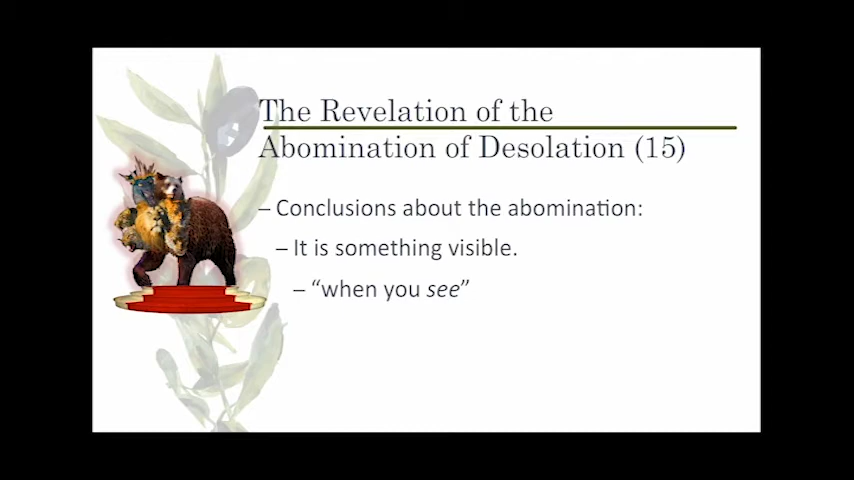 The Revelation of the
Abomination of Desolation (15)
– Conclusions about the abomination:
– It is something visible.
– “when you see”